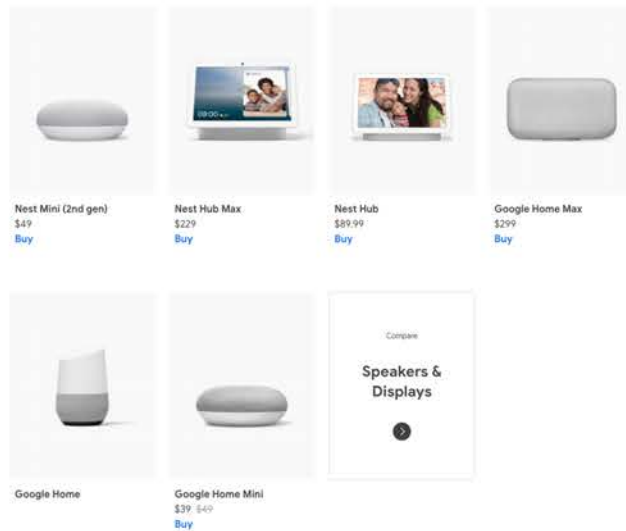 Nest Mini (2nd gen)
$49
Buy
Nest Hub Max
$229
Buy
Nest Hub
$89.99
Buy
Google Home Max
$299
Buy
Google Home
Google Home Mini
$39 $49
Buy
Compare
Speakers &
Displays